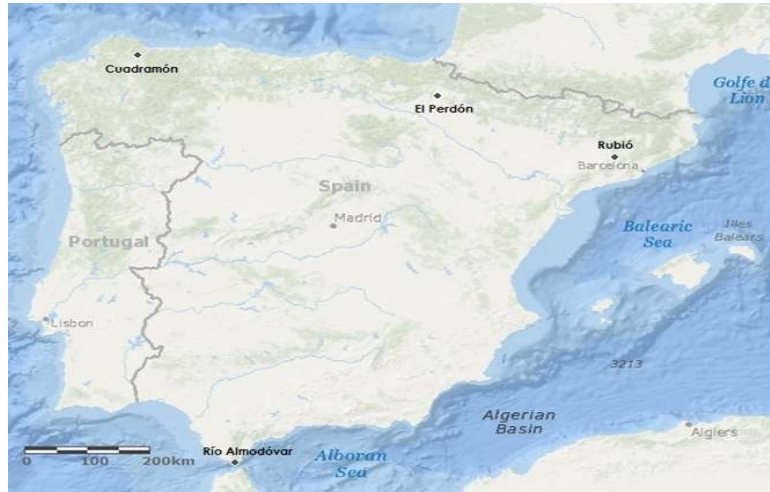 Cuadramón
Golfe d
Lion
El Perdón
Rubió
Barcelona
Spain
Madrid
Portugal
Balearic
Sea
Illes
Balears
Lisbon
3213
Algerian
Basin
Algiers
Río Almodóvar
Alboran
Sea
0 100 200km